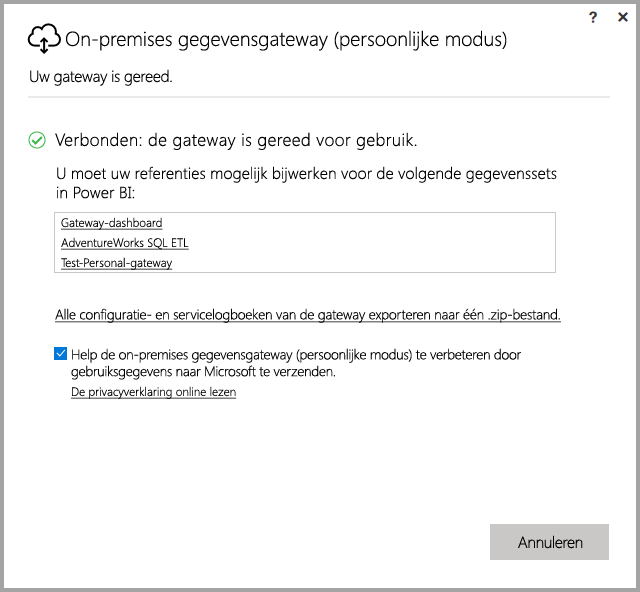 ?
On-premises gegevensgateway (persoonlijke modus)
Uw gateway is gereed.
Verbonden: de gateway is gereed voor gebruik.
U moet uw referenties mogelijk bijwerken voor de volgende gegevenssets
in Power BI:
Gateway-dashboard
AdventureWorks SQL ETL
Test-Personal-gateway
Alle configuratie- en servicelogboeken van de gateway exporteren naar één .zip-bestand.
Help de on-premises gegevensgateway (persoonlijke modus) te verbeteren door
gebruiksgegevens naar Microsoft te verzenden.
De privacyverklaring online lezen
Annuleren